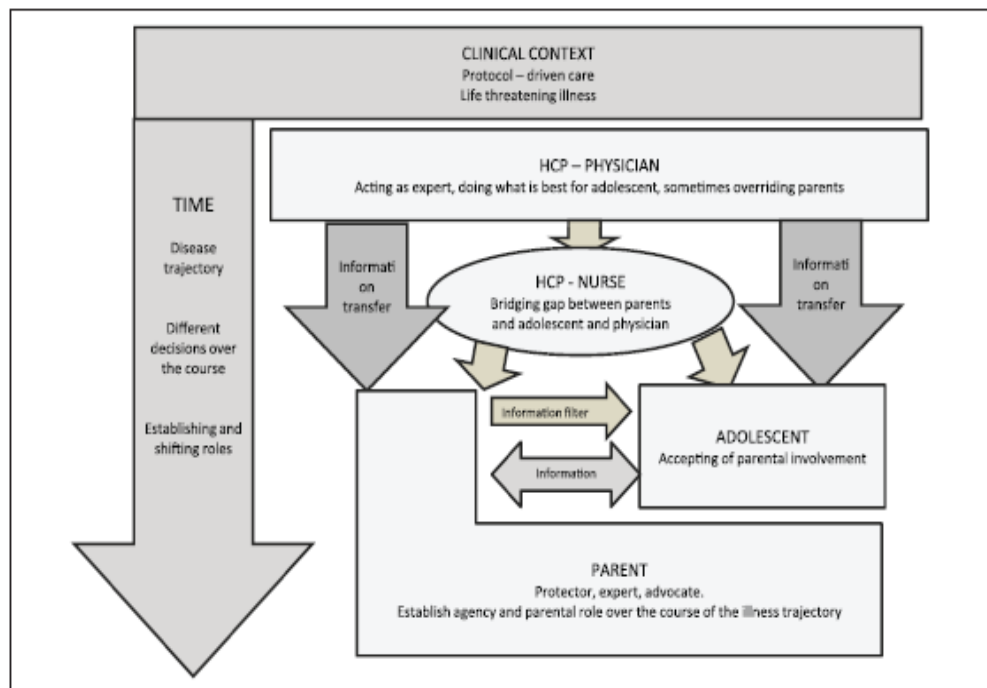 CLINICAL CONTEXT
Protocol – driven care
Life threatening illness
HCP – PHYSICIAN
Acting as expert, doing what is best for adolescent, sometimes overriding parents
TIME
Disease
trajectory
Different
decisions over
the course
Establishing and
shifting roles
Informati
on
transfer
HCP - NURSE
Bridging gap between parents
and adolescent and physician
Informati
on
transfer
Information filter
Information
ADOLESCENT
Accepting of parental involvement
PARENT
Protector, expert, advocate.
Establish agency and parental role over the course of the illness trajectory